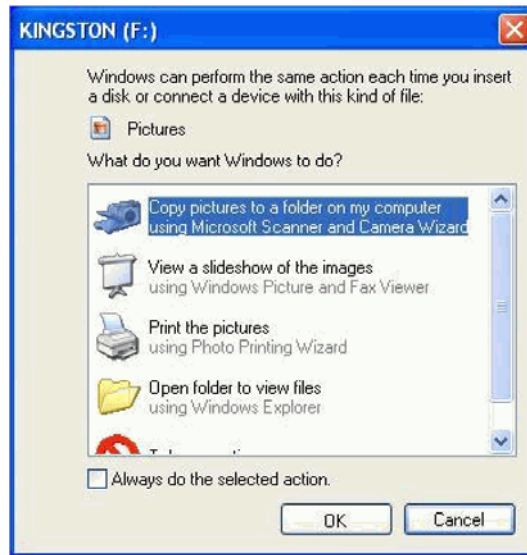 KINGSTON (F:)
Windows can perform the same action each time you insert
a disk or connect a device with this kind of file:
Pictures
What do you want Windows to do?
Copy pictures to a folder on my computer
using Microsoft Scanner and Camera Wizard
View a slideshow of the images
using Windows Picture and Fax Viewer
Print the pictures
using Photo Printing Wizard
Open folder to view files
using Windows Explorer
Always do the selected action.
OK
Cancel